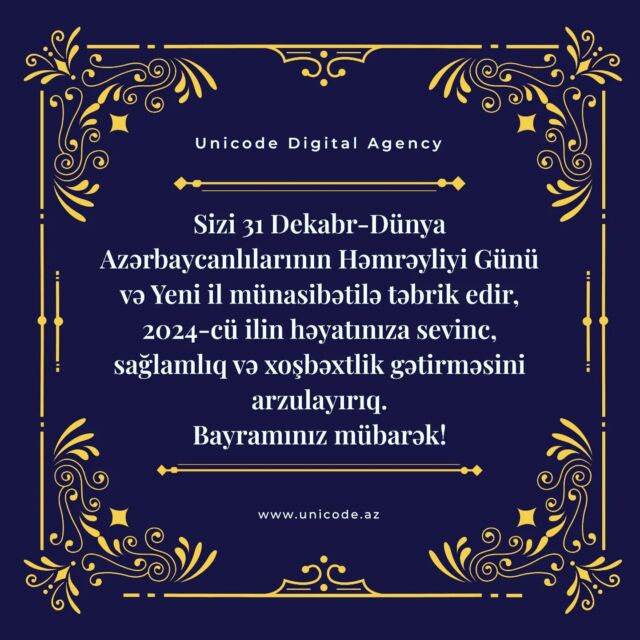 Unicode Digital Agency
Sizi 31 Dekabr-Dünya
Azərbaycanlılarının Həmrəyliyi Günü
və Yeni il münasibətilə təbrik edir,
2024-cü ilin həyatınıza sevinc,
sağlamlıq və xoşbəxtlik gətirməsini
arzulayırıq.
Bayramınız mübarək!
www.unicode.az